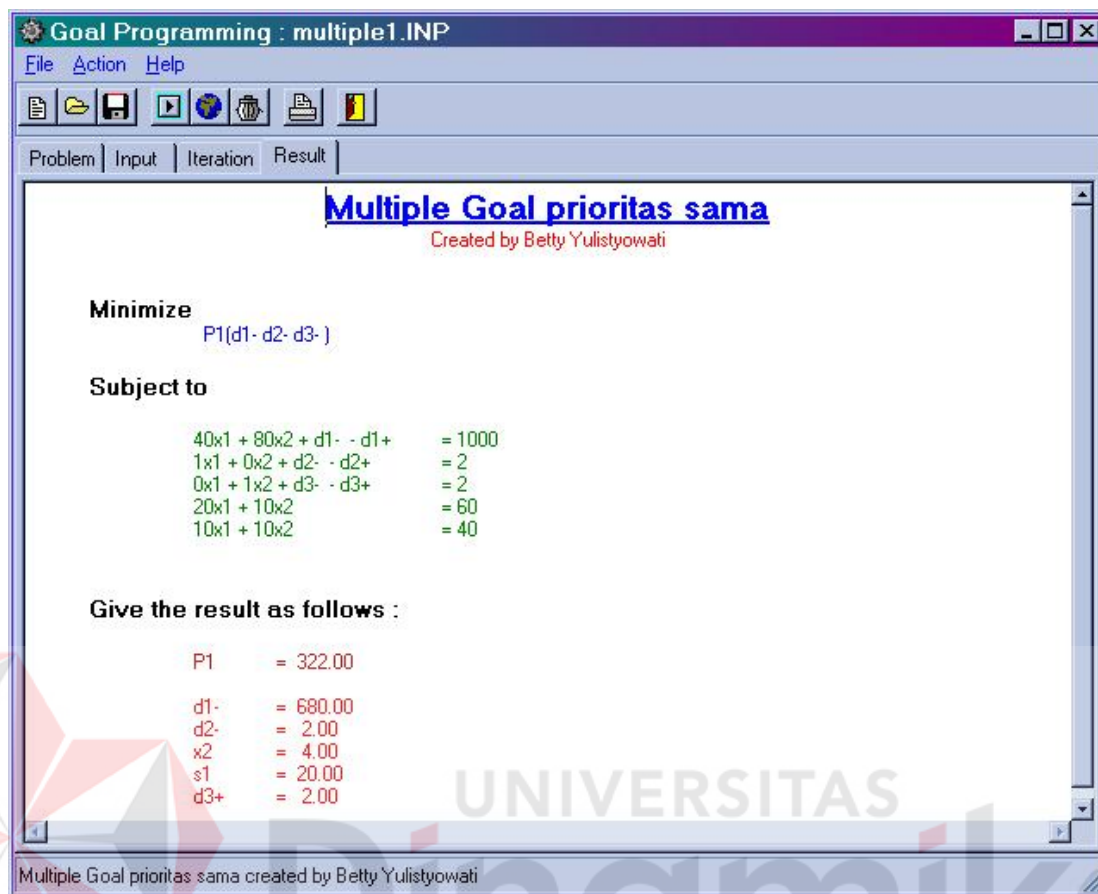 Goal Programming : multiple1.INP
File Action Help
Problem Input Iteration Result
Multiple Goal prioritas sama
Created by Betty Yulistyowati
Minimize
P1(d1- d2- d3- )
Subject to
40x1 + 80x2 + d1- - d1+ = 1000
1x1 + 0x2 + d2- - d2+ = 2
0x1 + 1x2 + d3- - d3+ = 2
20x1 + 10x2 = 60
10x1 + 10x2 = 40
Give the result as follows :
P1 = 322.00
d1- = 680.00
d2- = 2.00
x2 = 4.00
s1 = 20.00
d3+ = 2.00
UNIVERSITAS
Dinamika
Multiple Goal prioritas sama created by Betty Yulistyowati